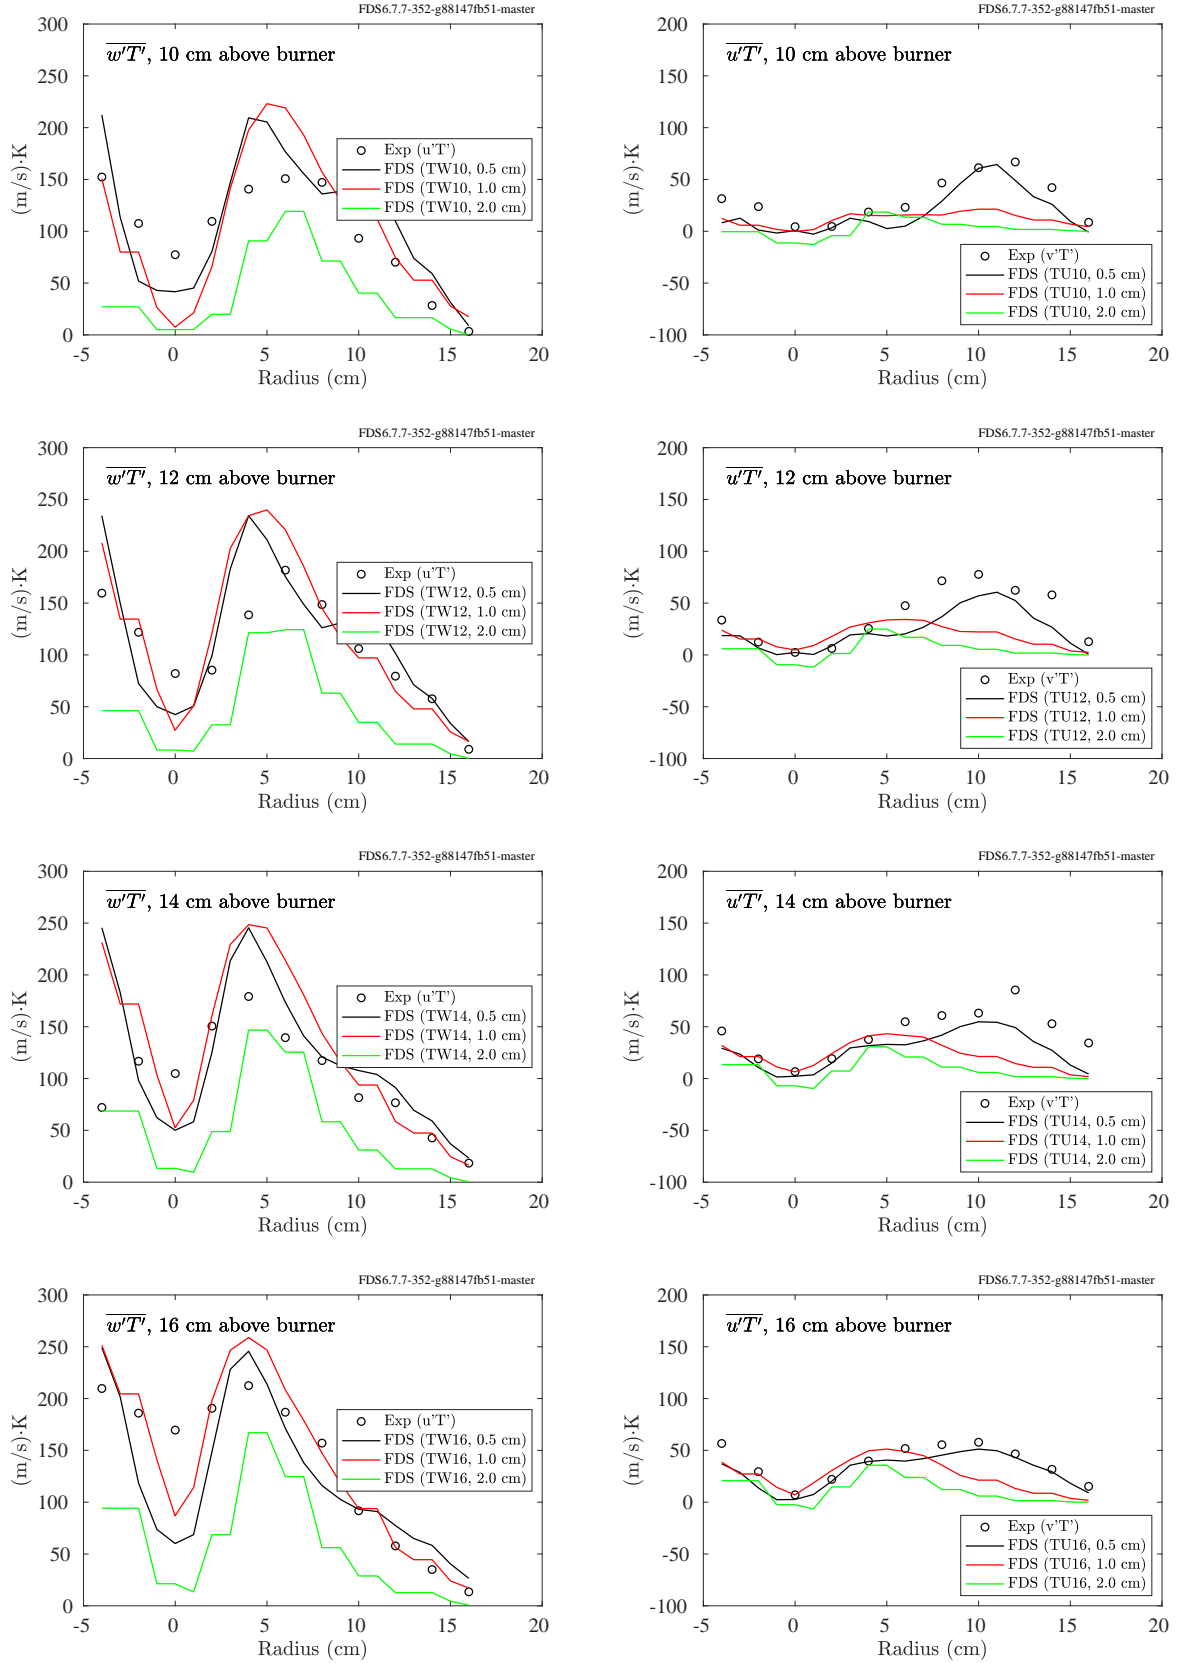 FDS6.7.7-352-g88147fb51-master
w'T', 10 cm above burner
300
250
200
150
100
50
0
(m/s)·K
Exp (u'T')
FDS (TW10, 0.5 cm)
FDS (TW10, 1.0 cm)
FDS (TW10, 2.0 cm)
-5 0 5 10 15 20
Radius (cm)
FDS6.7.7-352-g88147fb51-master
u'T', 10 cm above burner
200
150
100
50
0
-50
-100
(m/s)·K
Exp (v'T')
FDS (TU10, 0.5 cm)
FDS (TU10, 1.0 cm)
FDS (TU10, 2.0 cm)
-5 0 5 10 15 20
Radius (cm)
FDS6.7.7-352-g88147fb51-master
w'T', 12 cm above burner
300
250
200
150
100
50
0
(m/s)·K
Exp (u'T')
FDS (TW12, 0.5 cm)
FDS (TW12, 1.0 cm)
FDS (TW12, 2.0 cm)
-5 0 5 10 15 20
Radius (cm)
FDS6.7.7-352-g88147fb51-master
u'T', 12 cm above burner
200
150
100
50
0
-50
-100
(m/s)·K
Exp (v'T')
FDS (TU12, 0.5 cm)
FDS (TU12, 1.0 cm)
FDS (TU12, 2.0 cm)
-5 0 5 10 15 20
Radius (cm)
FDS6.7.7-352-g88147fb51-master
w'T', 14 cm above burner
300
250
200
150
100
50
0
(m/s)·K
Exp (u'T')
FDS (TW14, 0.5 cm)
FDS (TW14, 1.0 cm)
FDS (TW14, 2.0 cm)
-5 0 5 10 15 20
Radius (cm)
FDS6.7.7-352-g88147fb51-master
u'T', 14 cm above burner
200
150
100
50
0
-50
-100
(m/s)·K
Exp (v'T')
FDS (TU14, 0.5 cm)
FDS (TU14, 1.0 cm)
FDS (TU14, 2.0 cm)
-5 0 5 10 15 20
Radius (cm)
FDS6.7.7-352-g88147fb51-master
w'T', 16 cm above burner
300
250
200
150
100
50
0
(m/s)·K
Exp (u'T')
FDS (TW16, 0.5 cm)
FDS (TW16, 1.0 cm)
FDS (TW16, 2.0 cm)
-5 0 5 10 15 20
Radius (cm)
FDS6.7.7-352-g88147fb51-master
u'T', 16 cm above burner
200
150
100
50
0
-50
-100
(m/s)·K
Exp (v'T')
FDS (TU16, 0.5 cm)
FDS (TU16, 1.0 cm)
FDS (TU16, 2.0 cm)
-5 0 5 10 15 20
Radius (cm)